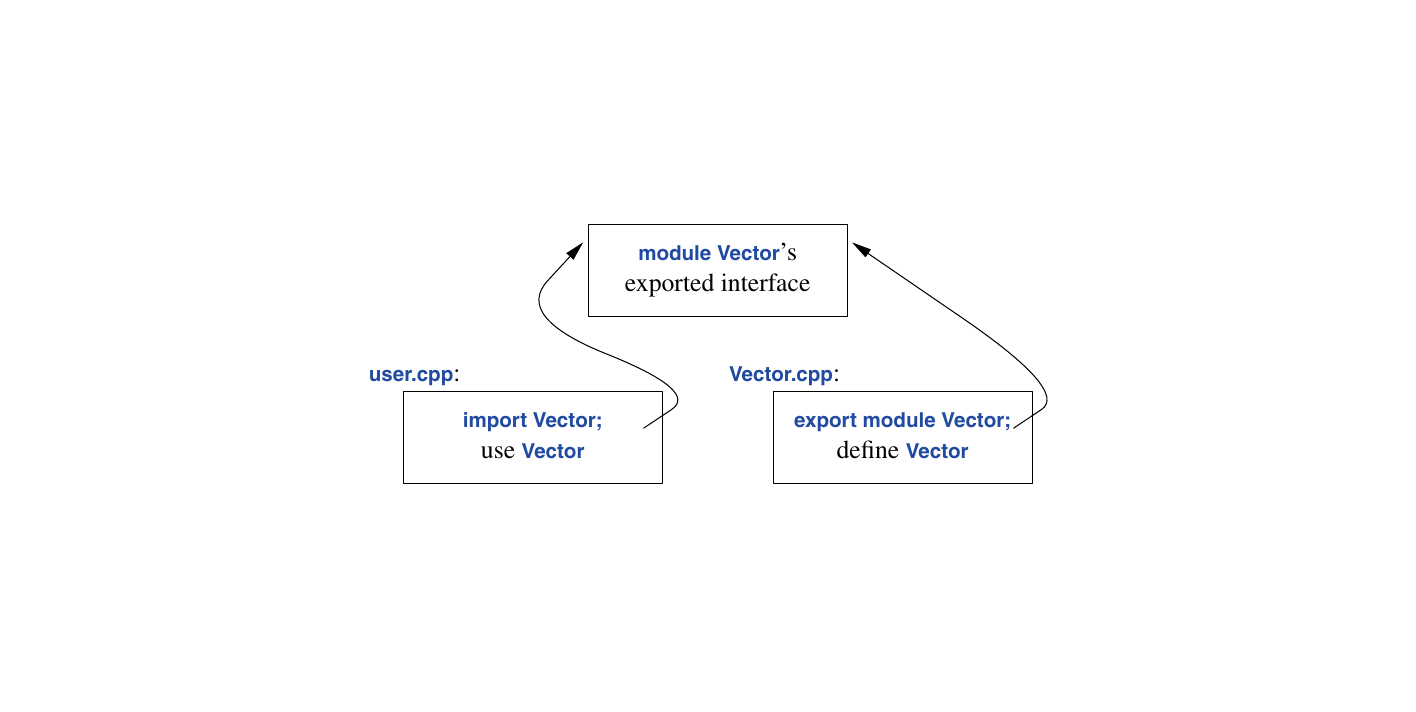 module Vector’s
exported interface
user.cpp:
import Vector;
use Vector
Vector.cpp:
export module Vector;
define Vector